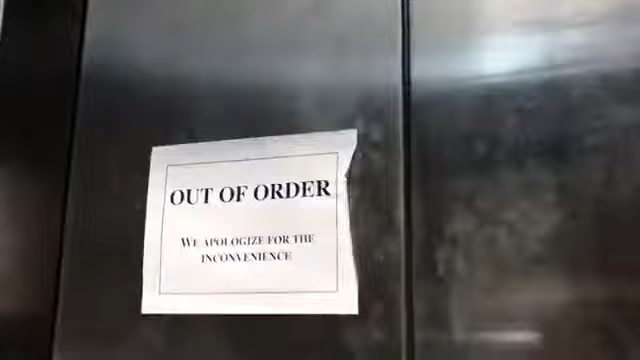 OUT OF ORDER
WE APOLOGIZE FOR THE
INCONVENIENCE